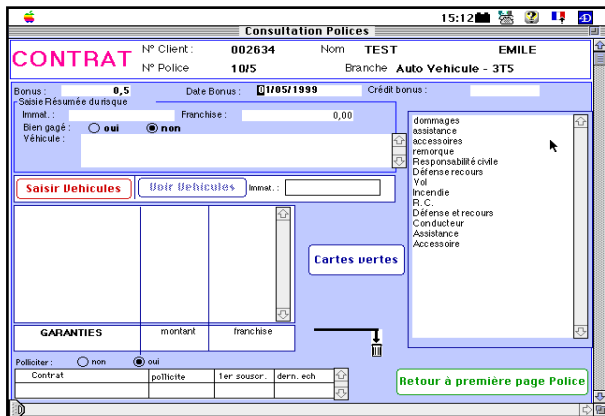 15:12
Consultation Polices
CONTRAT
N° Client : 002634 Nom TEST EMILE
N° Police 10/5 Branche Auto Vehicule - 3T5
Bonus : 0,5 Date Bonus : 01/05/1999 Crédit bonus :
Saisie Résumée du risque
Immat. : Franchise : 0,00
Bien gagé : oui non
Véhicule :
dommages
assistance
accessoires
remorque
Responsabilité civile
Défense recours
Vol
Incendie
R.C.
Défense et recours
Conducteur
Assistance
Accessoire
Saisir Vehicules Voir Vehicules Immat. :
Cartes vertes
GARANTIES montant franchise
Polliciter : non oui
Contrat pollicite 1er souscr. dern. ech
Retour à première page Police